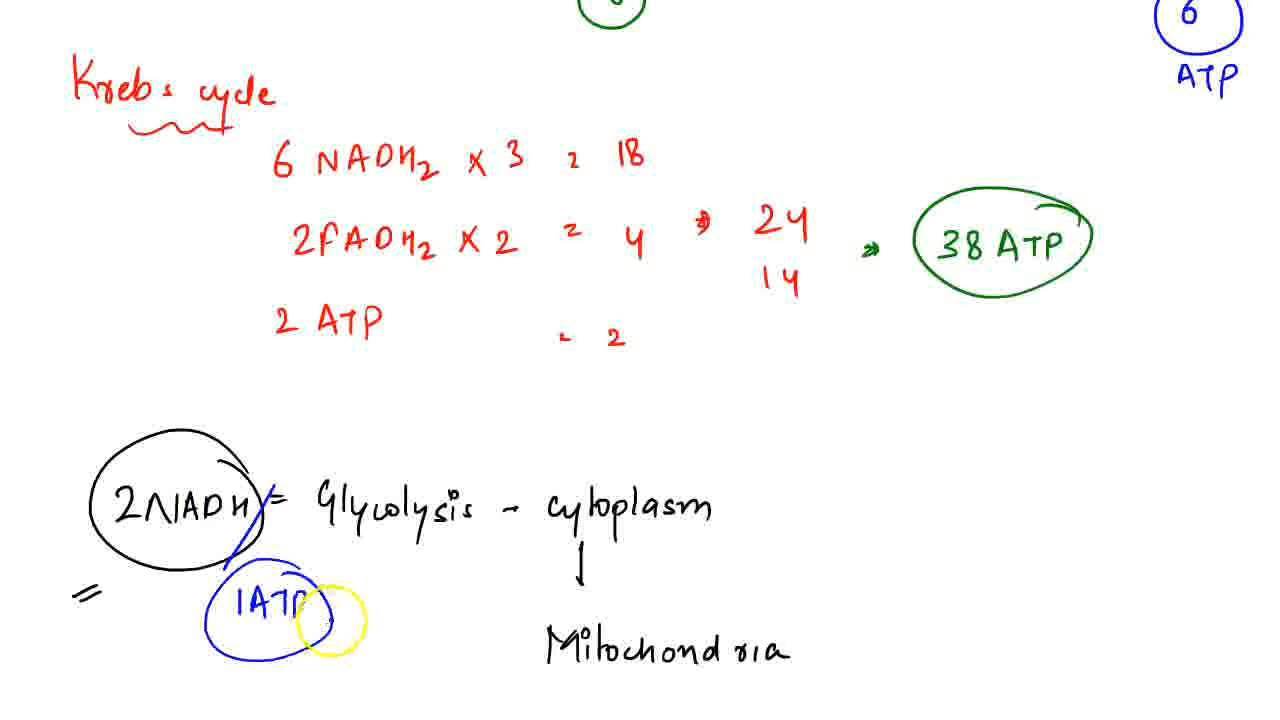 6
ATP
Krebs cycle
6 NADH2 x 3 = 18
2FADH2 x 2 = 4 ⇒ 24
14
⇒ 38 ATP
2 ATP = 2
2NADH = Glycolysis - cytoplasm
↓
= 1ATP
Mitochondria